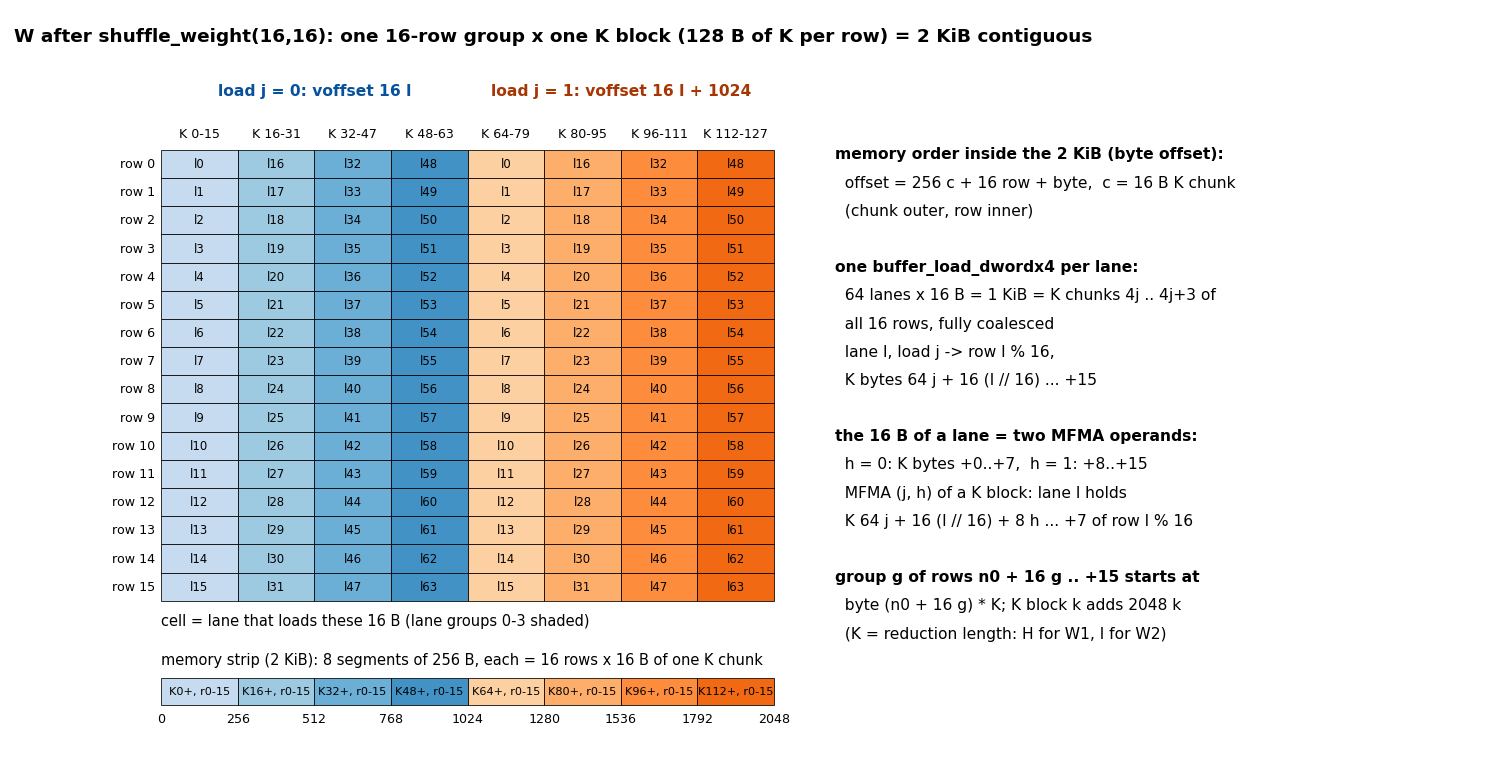 W after shuffle_weight(16,16): one 16-row group x one K block (128 B of K per row) = 2 KiB contiguous
load j = 0: voffset 16 l
load j = 1: voffset 16 l + 1024
K 0-15 K 16-31 K 32-47 K 48-63 K 64-79 K 80-95 K 96-111 K 112-127
row 0 l0 l16 l32 l48 l0 l16 l32 l48
row 1 l1 l17 l33 l49 l1 l17 l33 l49
row 2 l2 l18 l34 l50 l2 l18 l34 l50
row 3 l3 l19 l35 l51 l3 l19 l35 l51
row 4 l4 l20 l36 l52 l4 l20 l36 l52
row 5 l5 l21 l37 l53 l5 l21 l37 l53
row 6 l6 l22 l38 l54 l6 l22 l38 l54
row 7 l7 l23 l39 l55 l7 l23 l39 l55
row 8 l8 l24 l40 l56 l8 l24 l40 l56
row 9 l9 l25 l41 l57 l9 l25 l41 l57
row 10 l10 l26 l42 l58 l10 l26 l42 l58
row 11 l11 l27 l43 l59 l11 l27 l43 l59
row 12 l12 l28 l44 l60 l12 l28 l44 l60
row 13 l13 l29 l45 l61 l13 l29 l45 l61
row 14 l14 l30 l46 l62 l14 l30 l46 l62
row 15 l15 l31 l47 l63 l15 l31 l47 l63
cell = lane that loads these 16 B (lane groups 0-3 shaded)
memory strip (2 KiB): 8 segments of 256 B, each = 16 rows x 16 B of one K chunk
K0+, r0-15 K16+, r0-15 K32+, r0-15 K48+, r0-15 K64+, r0-15 K80+, r0-15 K96+, r0-15 K112+, r0-15
0 256 512 768 1024 1280 1536 1792 2048
memory order inside the 2 KiB (byte offset):
offset = 256 c + 16 row + byte, c = 16 B K chunk
(chunk outer, row inner)
one buffer_load_dwordx4 per lane:
64 lanes x 16 B = 1 KiB = K chunks 4j .. 4j+3 of
all 16 rows, fully coalesced
lane l, load j -> row l % 16,
K bytes 64 j + 16 (l // 16) ... +15
the 16 B of a lane = two MFMA operands:
h = 0: K bytes +0..+7, h = 1: +8..+15
MFMA (j, h) of a K block: lane l holds
K 64 j + 16 (l // 16) + 8 h ... +7 of row l % 16
group g of rows n0 + 16 g .. +15 starts at
byte (n0 + 16 g) * K; K block k adds 2048 k
(K = reduction length: H for W1, I for W2)